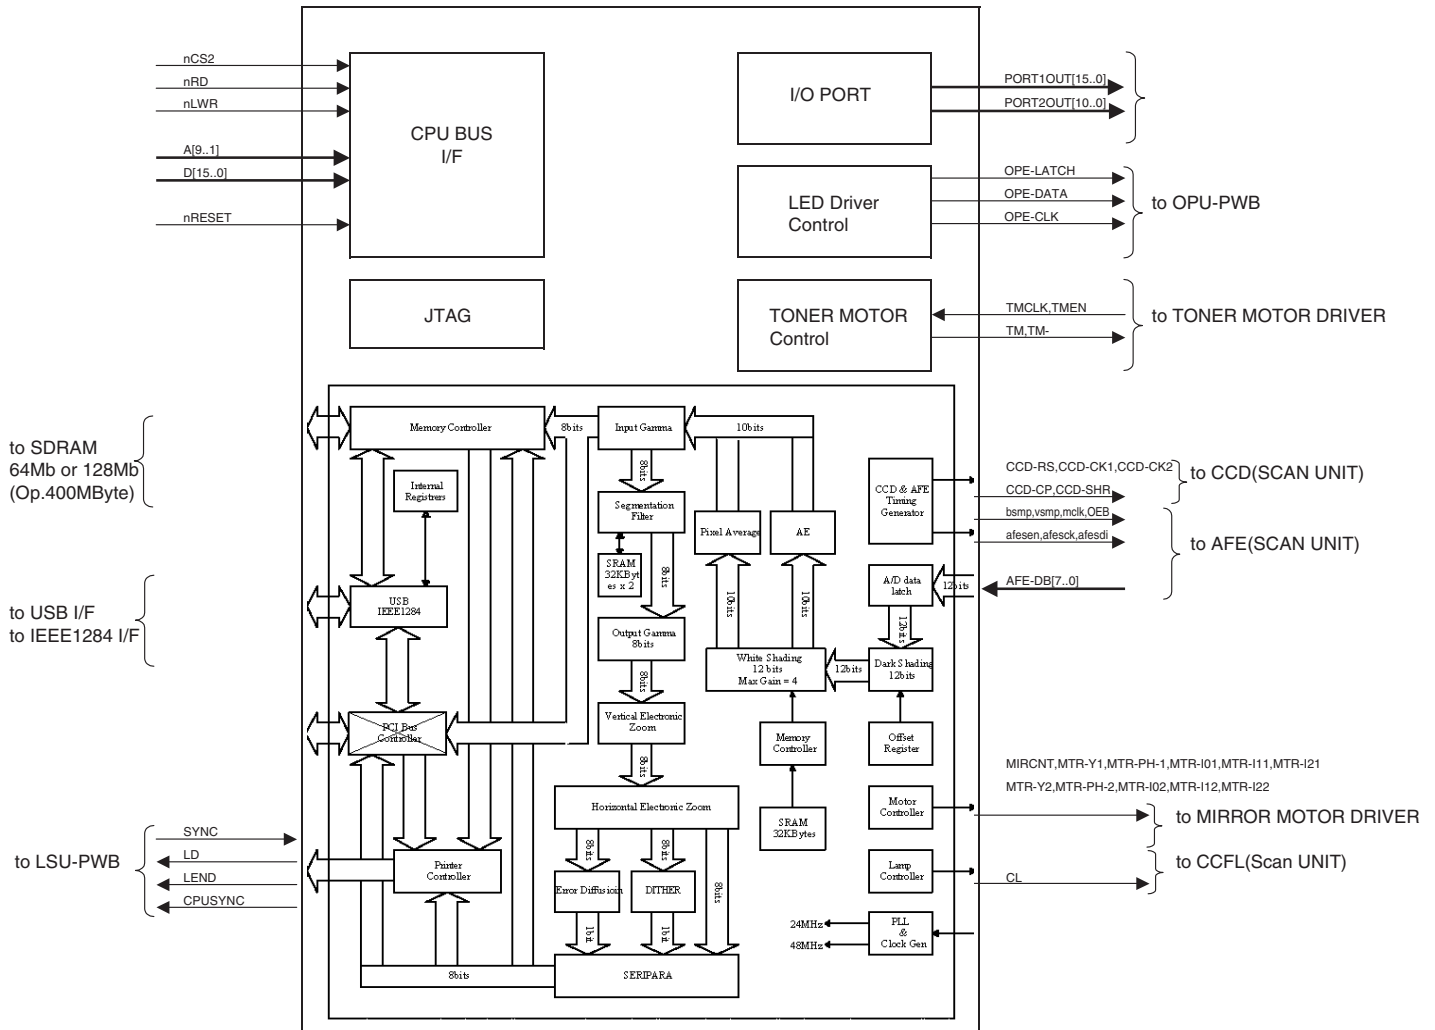 nCS2
nRD
nLWR
A[9..1]
D[15..0]
nRESET
CPU BUS
I/F
JTAG
I/O PORT
LED Driver
Control
TONER MOTOR
Control
PORT1OUT[15..0]
PORT2OUT[10..0]
OPE-LATCH
OPE-DATA
OPE-CLK
to OPU-PWB
TMCLK,TMEN
TM,TM-
to TONER MOTOR DRIVER
to SDRAM
64Mb or 128Mb
(Op.400MByte)
to USB I/F
to IEEE1284 I/F
to LSU-PWB
SYNC
LD
LEND
CPUSYNC
Memory Controller
8bits
Input Gamma
10bits
Internal
Registrers
8bits
Segmentation
Filter
SRAM
32KByt
es x 2
8bits
Pixel Average
AE
10bits
10bits
USB
IEEE1284
Output Gamma
8bits
8bits
White Shading
12 bits
Max Gain = 4
12bits
Dark Shading
12bits
12bits
A/D data
latch
12bits
CCD & AFE
Timing
Generator
PCI Bus
Controller
Vertical Electronic
Zoom
8bits
Memory
Controller
Offset
Register
Horizontal Electronic Zoom
SRAM
32KBytes
Motor
Controller
8bits
8bits
8bits
Printer
Controller
Error Diffusioin
DITHER
Lamp
Controller
1bit
1bit
24MHz
48MHz
PLL
&
Clock Gen
8bits
SERIPARA
CCD-RS,CCD-CK1,CCD-CK2
CCD-CP,CCD-SHR
to CCD(SCAN UNIT)
bsmp,vsmp,mclk,OEB
afesen,afesck,afesdi
to AFE(SCAN UNIT)
AFE-DB[7..0]
MIRCNT,MTR-Y1,MTR-PH-1,MTR-I01,MTR-I11,MTR-I21
MTR-Y2,MTR-PH-2,MTR-I02,MTR-I12,MTR-I22
to MIRROR MOTOR DRIVER
to CCFL(Scan UNIT)
CL